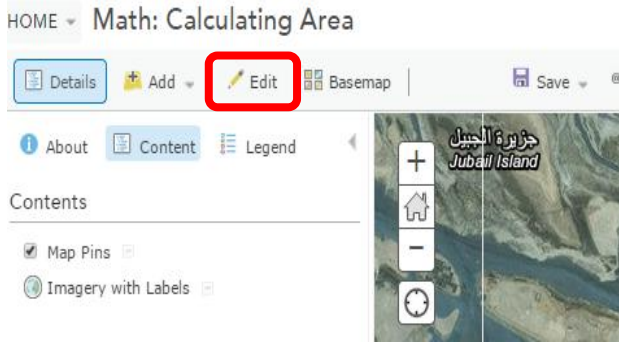 HOME Math: Calculating Area
Details Add Edit Basemap Save
About Content Legend
جزيرة الجبيل
Jubail Island
Contents
Map Pins
Imagery with Labels